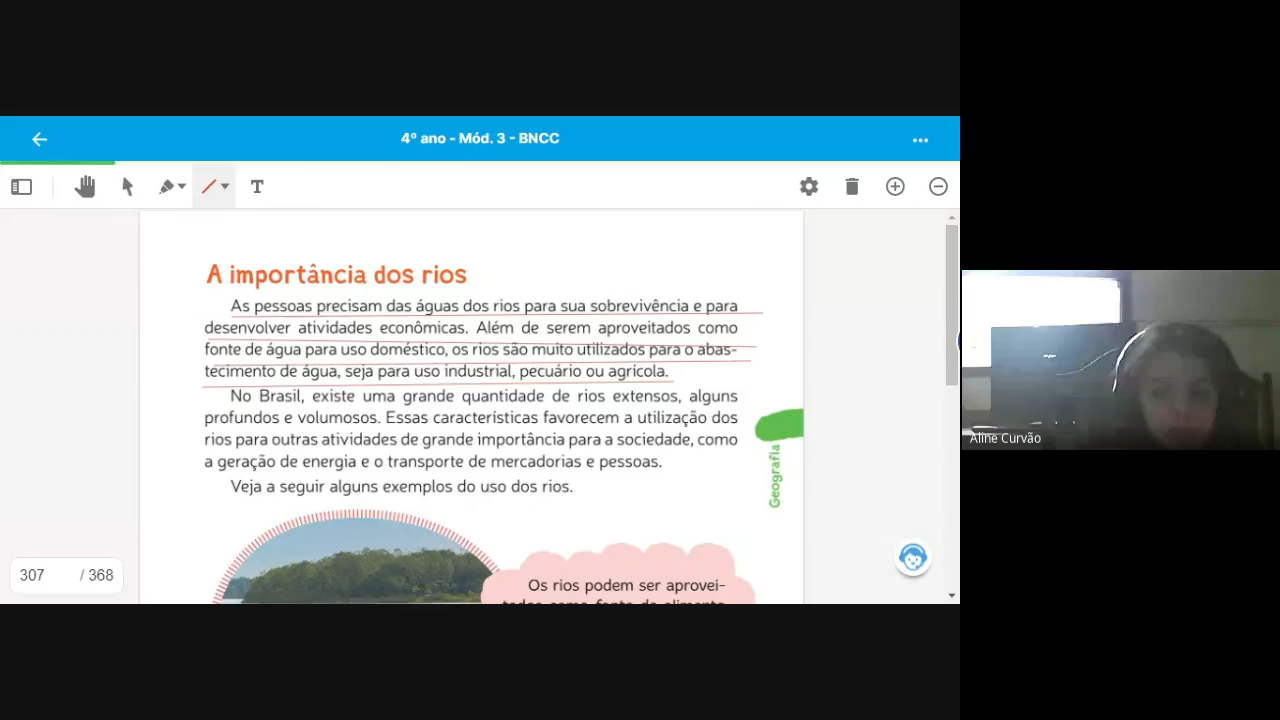 4º ano - Mód. 3 - BNCC
T
A importância dos rios
As pessoas precisam das águas dos rios para sua sobrevivência e para
desenvolver atividades econômicas. Além de serem aproveitados como
fonte de água para uso doméstico, os rios são muito utilizados para o abas-
tecimento de água, seja para uso industrial, pecuário ou agrícola.
No Brasil, existe uma grande quantidade de rios extensos, alguns
profundos e volumosos. Essas características favorecem a utilização dos
rios para outras atividades de grande importância para a sociedade, como
a geração de energia e o transporte de mercadorias e pessoas.
Veja a seguir alguns exemplos do uso dos rios.
Geografia
Os rios podem ser aprovei-
tados como fonte de alimento
307 / 368
Aline Curvão